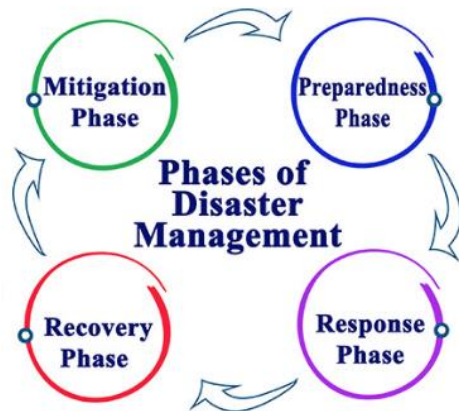 Mitigation
Phase
Preparedness
Phase
Phases of
Disaster
Management
Recovery
Phase
Response
Phase